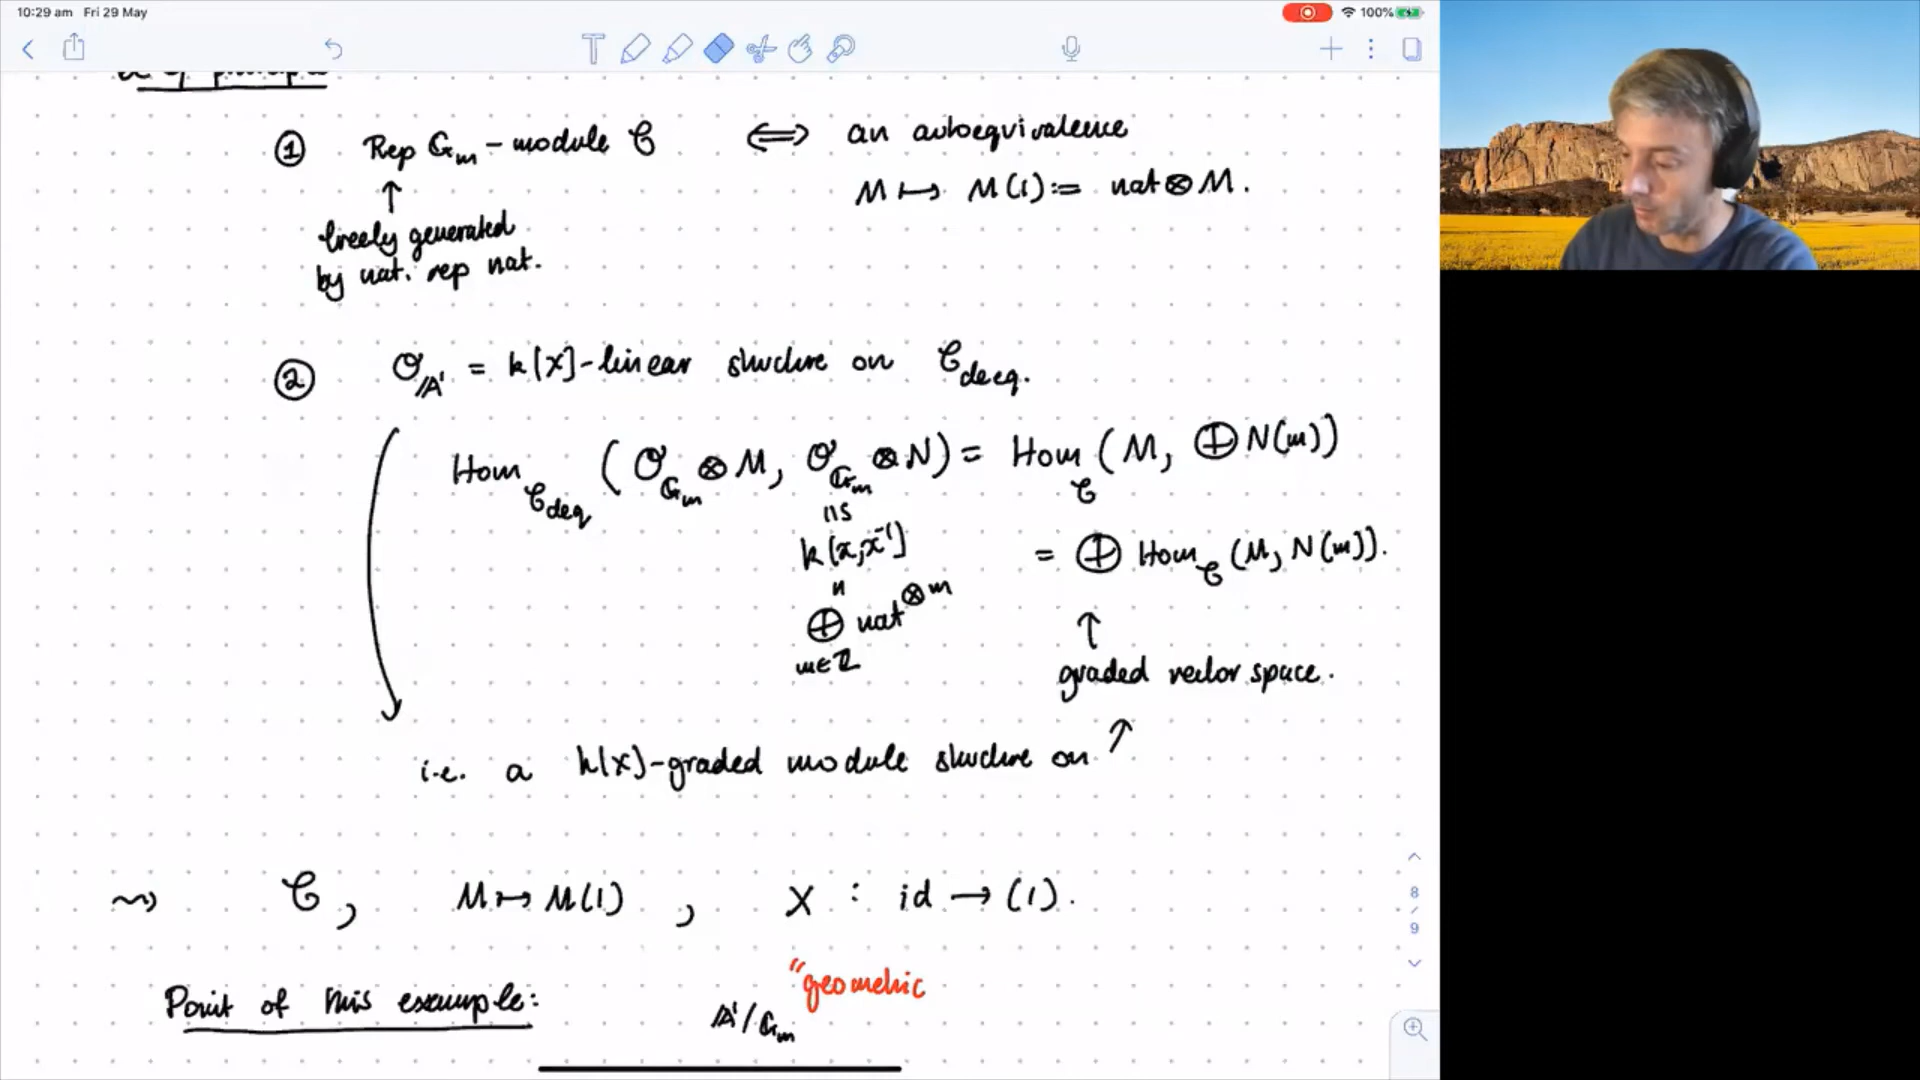 10:29 am Fri 29 May
100%
① Rep 𝔾ₘ-module 𝒞 ⟺ an autoequivalence
M ↦ M(1) := nat ⊗ M.
↑
freely generated
by nat. rep nat.
② 𝒪_𝔸¹ = k[X]-linear structure on 𝒞_deeq.
Hom_𝒞deeq (𝒪_𝔾ₘ ⊗ M, 𝒪_𝔾ₘ ⊗ N) = Hom_𝒞 (M, ⊕ N(m))
k[x,x⁻¹] = ⊕ Hom_𝒞 (M, N(m)).
⊕ nat^⊗m
m∈ℤ
↑
graded vector space.
i.e. a k[X]-graded module structure on ↗
⇝ 𝒞, M ↦ M(1), X : id → (1).
Point of this example: 𝔸¹/𝔾ₘ "geometric
8
/
9